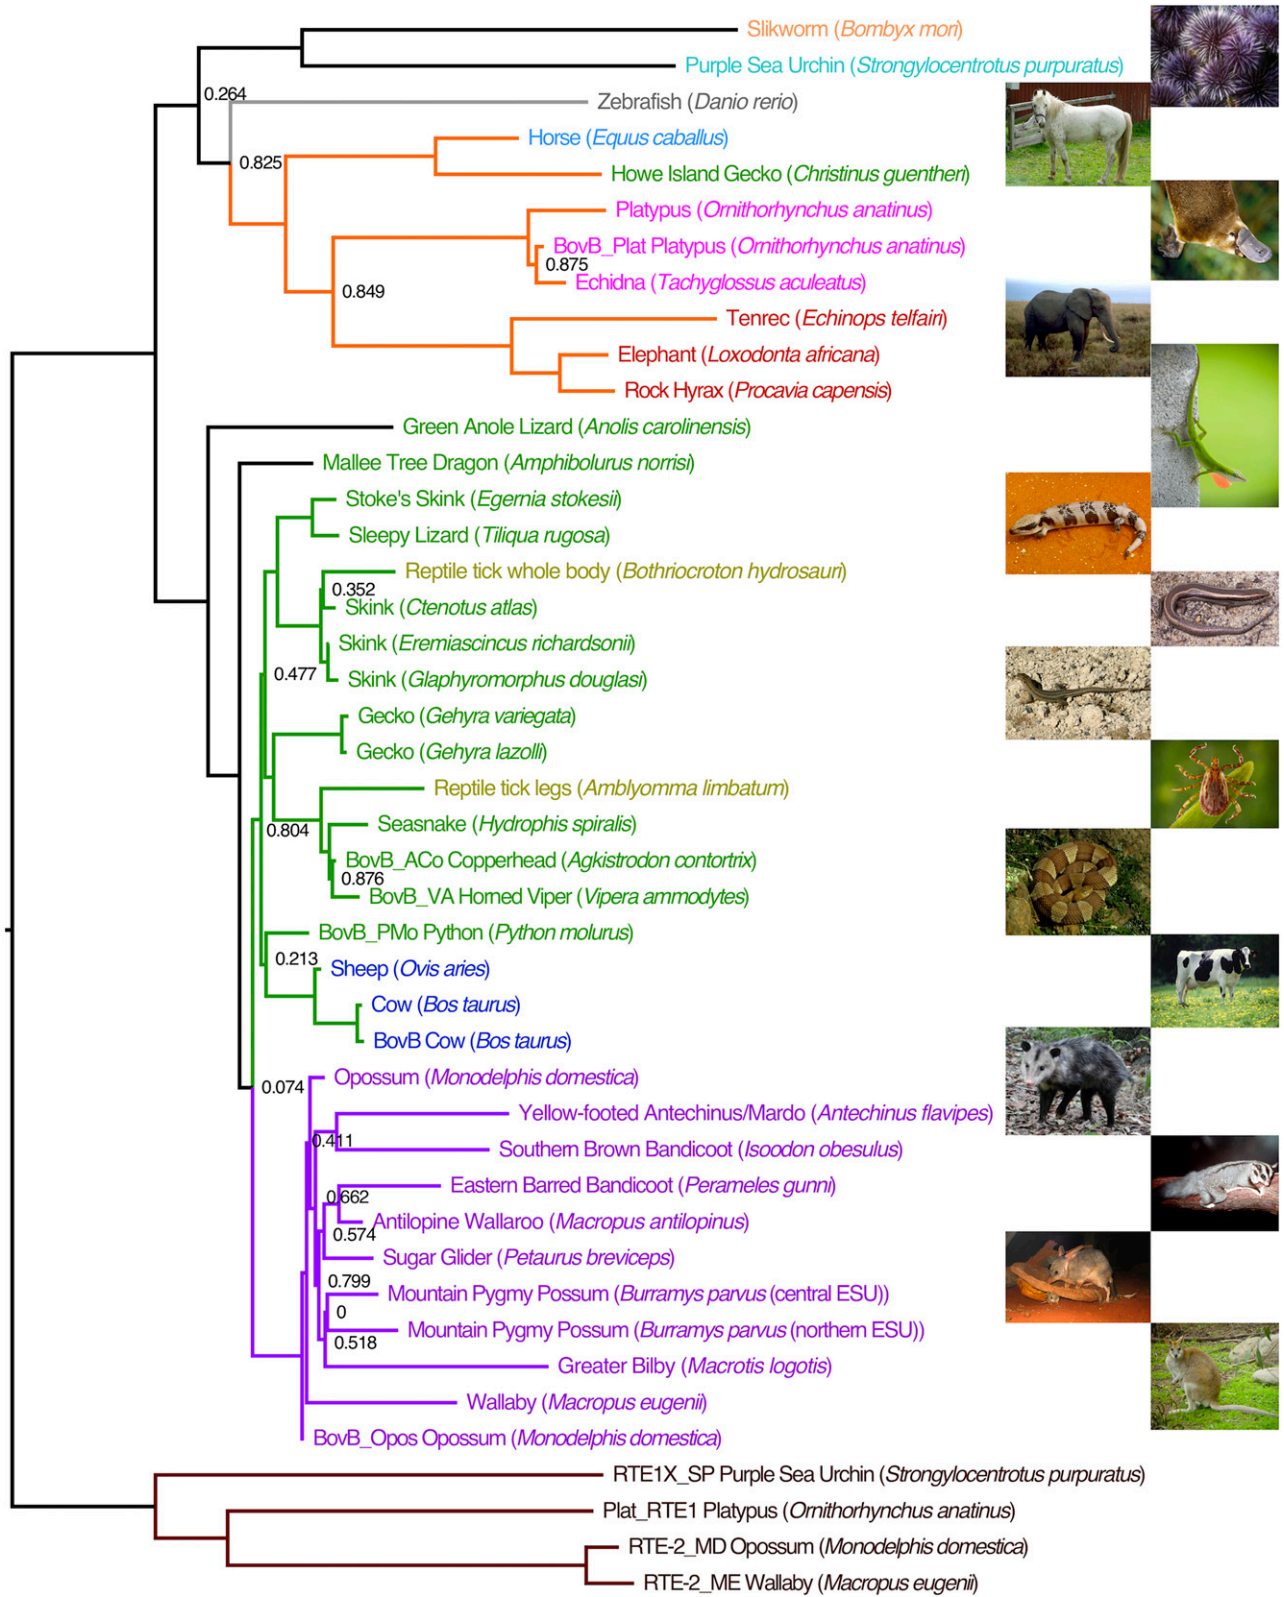 Slikworm (Bombyx mori)
Purple Sea Urchin (Strongylocentrotus purpuratus)
0.264
Zebrafish (Danio rerio)
Horse (Equus caballus)
0.825
Howe Island Gecko (Christinus guentheri)
Platypus (Ornithorhynchus anatinus)
BovB_Plat Platypus (Ornithorhynchus anatinus)
0.875
Echidna (Tachyglossus aculeatus)
0.849
Tenrec (Echinops telfairi)
Elephant (Loxodonta africana)
Rock Hyrax (Procavia capensis)
Green Anole Lizard (Anolis carolinensis)
Mallee Tree Dragon (Amphibolurus norrisi)
Stoke's Skink (Egernia stokesii)
Sleepy Lizard (Tiliqua rugosa)
Reptile tick whole body (Bothriocroton hydrosauri)
0.352
Skink (Ctenotus atlas)
Skink (Eremiascincus richardsonii)
0.477
Skink (Glaphyromorphus douglasi)
Gecko (Gehyra variegata)
Gecko (Gehyra lazolli)
Reptile tick legs (Amblyomma limbatum)
Seasnake (Hydrophis spiralis)
0.804
BovB_ACo Copperhead (Agkistrodon contortrix)
0.876
BovB_VA Horned Viper (Vipera ammodytes)
BovB_PMo Python (Python molurus)
0.213
Sheep (Ovis aries)
Cow (Bos taurus)
BovB Cow (Bos taurus)
Opossum (Monodelphis domestica)
0.074
Yellow-footed Antechinus/Mardo (Antechinus flavipes)
0.411
Southern Brown Bandicoot (Isoodon obesulus)
Eastern Barred Bandicoot (Perameles gunni)
0.662
Antilopine Wallaroo (Macropus antilopinus)
0.574
Sugar Glider (Petaurus breviceps)
0.799
Mountain Pygmy Possum (Burramys parvus (central ESU))
0
Mountain Pygmy Possum (Burramys parvus (northern ESU))
0.518
Greater Bilby (Macrotis logotis)
Wallaby (Macropus eugenii)
BovB_Opos Opossum (Monodelphis domestica)
RTE1X_SP Purple Sea Urchin (Strongylocentrotus purpuratus)
Plat_RTE1 Platypus (Ornithorhynchus anatinus)
RTE-2_MD Opossum (Monodelphis domestica)
RTE-2_ME Wallaby (Macropus eugenii)